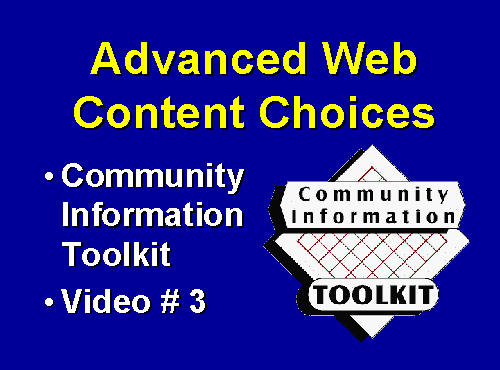 Advanced Web
Content Choices
• Community
Information
Toolkit
• Video # 3
Community
Information
TOOLKIT